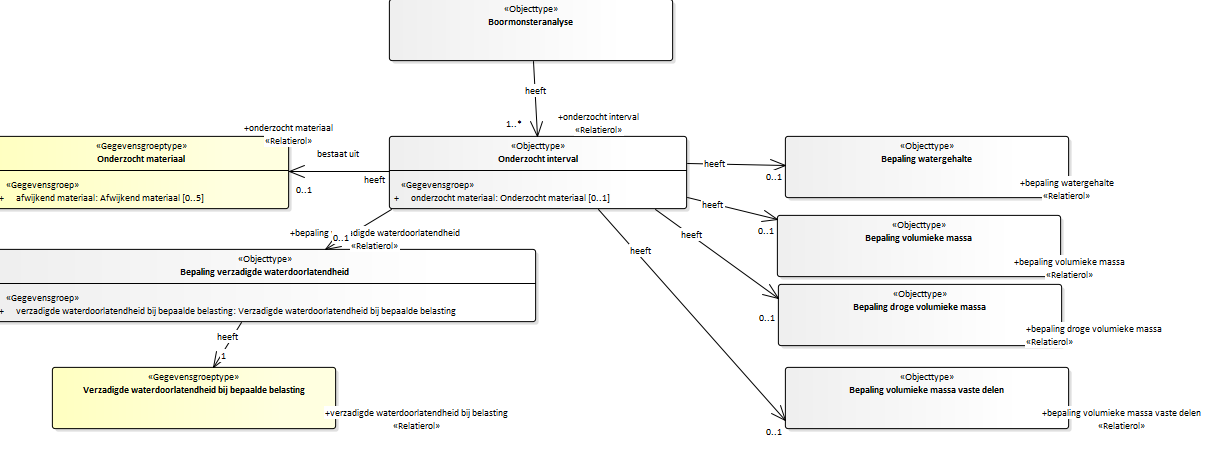 «Objecttype»
Boormonsteranalyse
heeft
1..*
+onderzocht interval
«Relatierol»
+onderzocht materiaal
«Relatierol»
«Gegevensgroeptype»
Onderzocht materiaal
«Gegevensgroep»
+ afwijkend materiaal: Afwijkend materiaal [0..5]
bestaat uit
heeft
0..1
«Objecttype»
Onderzocht interval
«Gegevensgroep»
+ onderzocht materiaal: Onderzocht materiaal [0..1]
heeft
0..1
«Objecttype»
Bepaling watergehalte
+bepaling watergehalte
«Relatierol»
heeft
0..1
«Objecttype»
Bepaling volumieke massa
+bepaling volumieke massa
«Relatierol»
heeft
0..1
«Objecttype»
Bepaling droge volumieke massa
+bepaling droge volumieke massa
«Relatierol»
heeft
0..1
«Objecttype»
Bepaling volumieke massa vaste delen
+bepaling volumieke massa vaste delen
«Relatierol»
+bepaling digde waterdoorlatendheid
0..1
«Relatierol»
«Objecttype»
Bepaling verzadigde waterdoorlatendheid
«Gegevensgroep»
+ verzadigde waterdoorlatendheid bij bepaalde belasting: Verzadigde waterdoorlatendheid bij bepaalde belasting
heeft
1
«Gegevensgroeptype»
Verzadigde waterdoorlatendheid bij bepaalde belasting
+verzadigde waterdoorlatendheid bij belasting
«Relatierol»